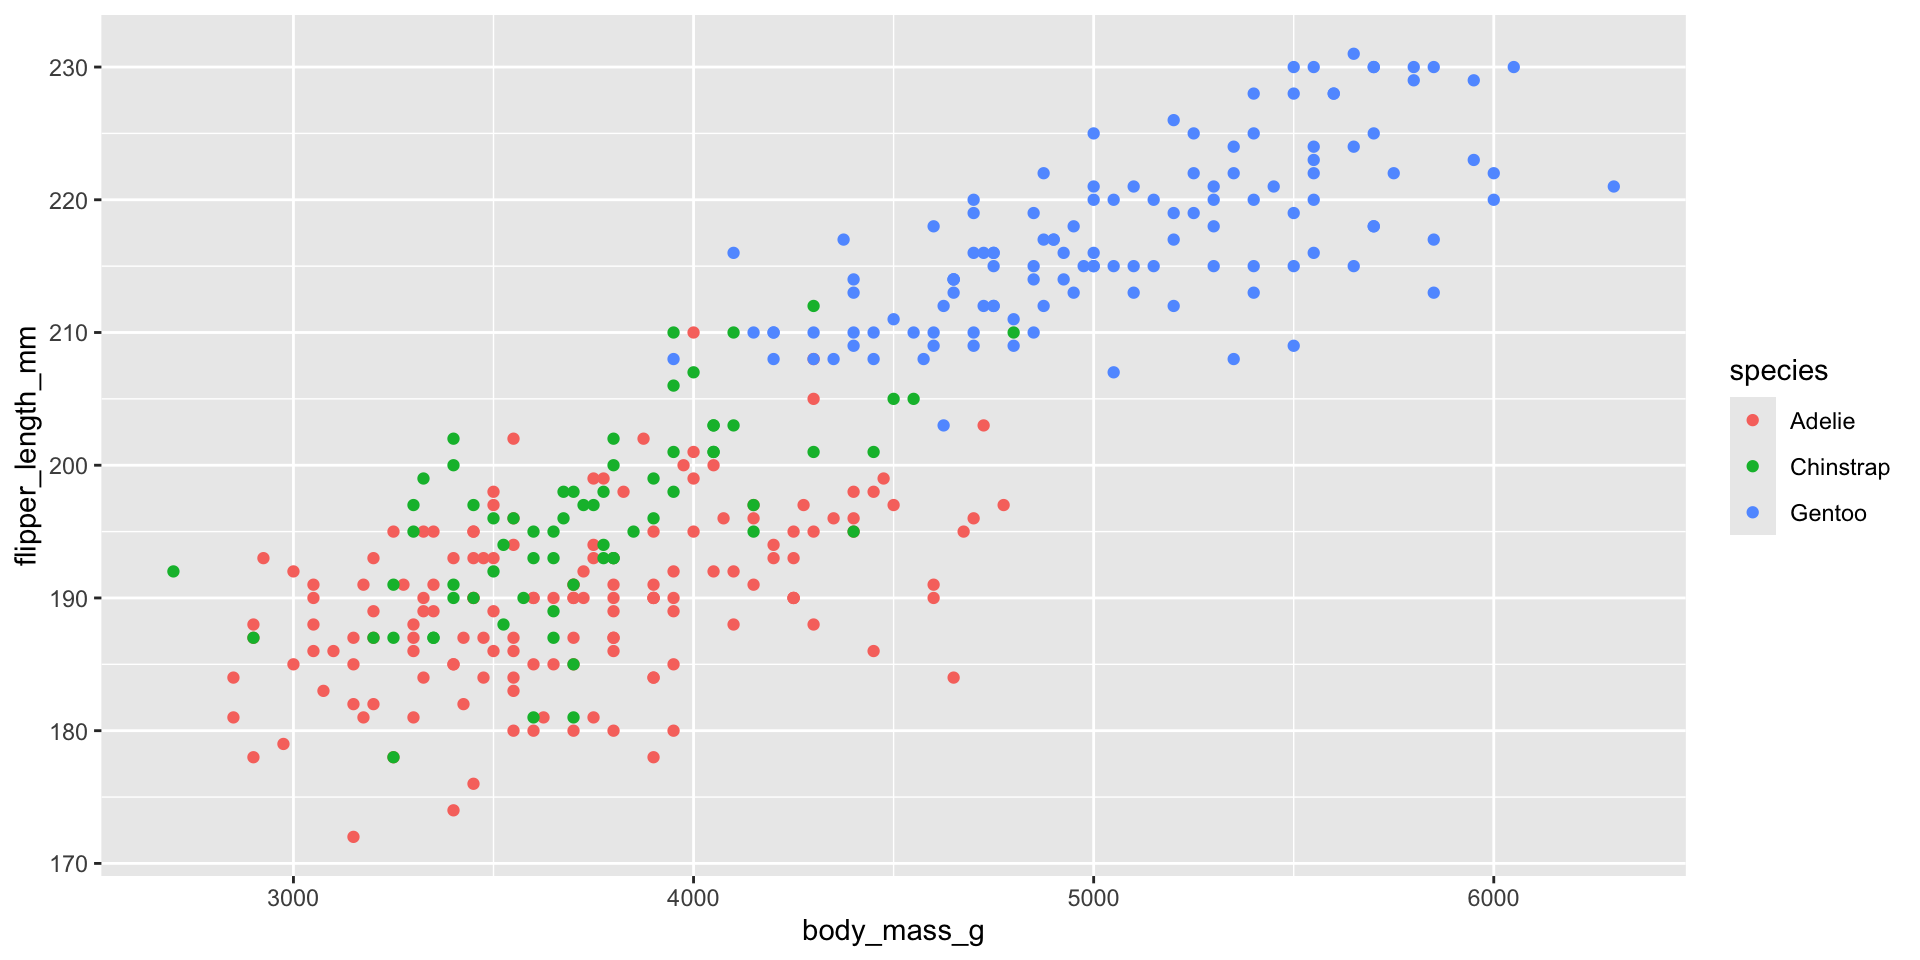 230
220
210
200
190
180
170
flipper_length_mm
3000 4000 5000 6000
body_mass_g
species
Adelie
Chinstrap
Gentoo